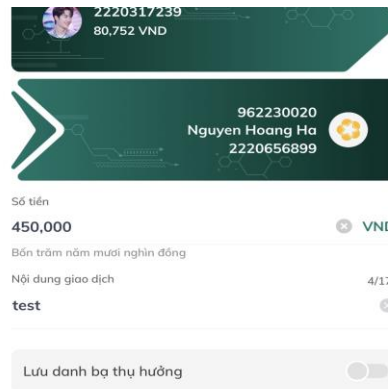 2220317239
80,752 VND
962230020
Nguyen Hoang Ha
2220656899
Số tiền
450,000 VND
Bốn trăm năm mươi nghìn đồng
Nội dung giao dịch 4/17
test
Lưu danh bạ thụ hưởng